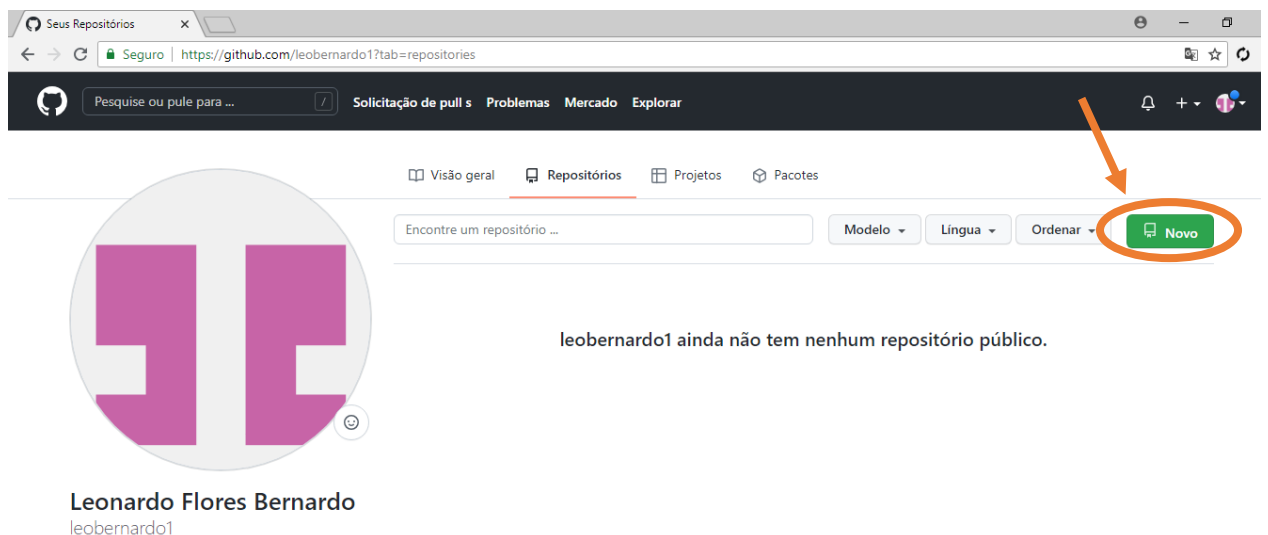 Seus Repositórios
Seguro | https://github.com/leobernardo1?tab=repositories
Pesquise ou pule para ... / Solicitação de pull s Problemas Mercado Explorar
Visão geral Repositórios Projetos Pacotes
Encontre um repositório ... Modelo Língua Ordenar Novo
leobernardo1 ainda não tem nenhum repositório público.
Leonardo Flores Bernardo
leobernardo1